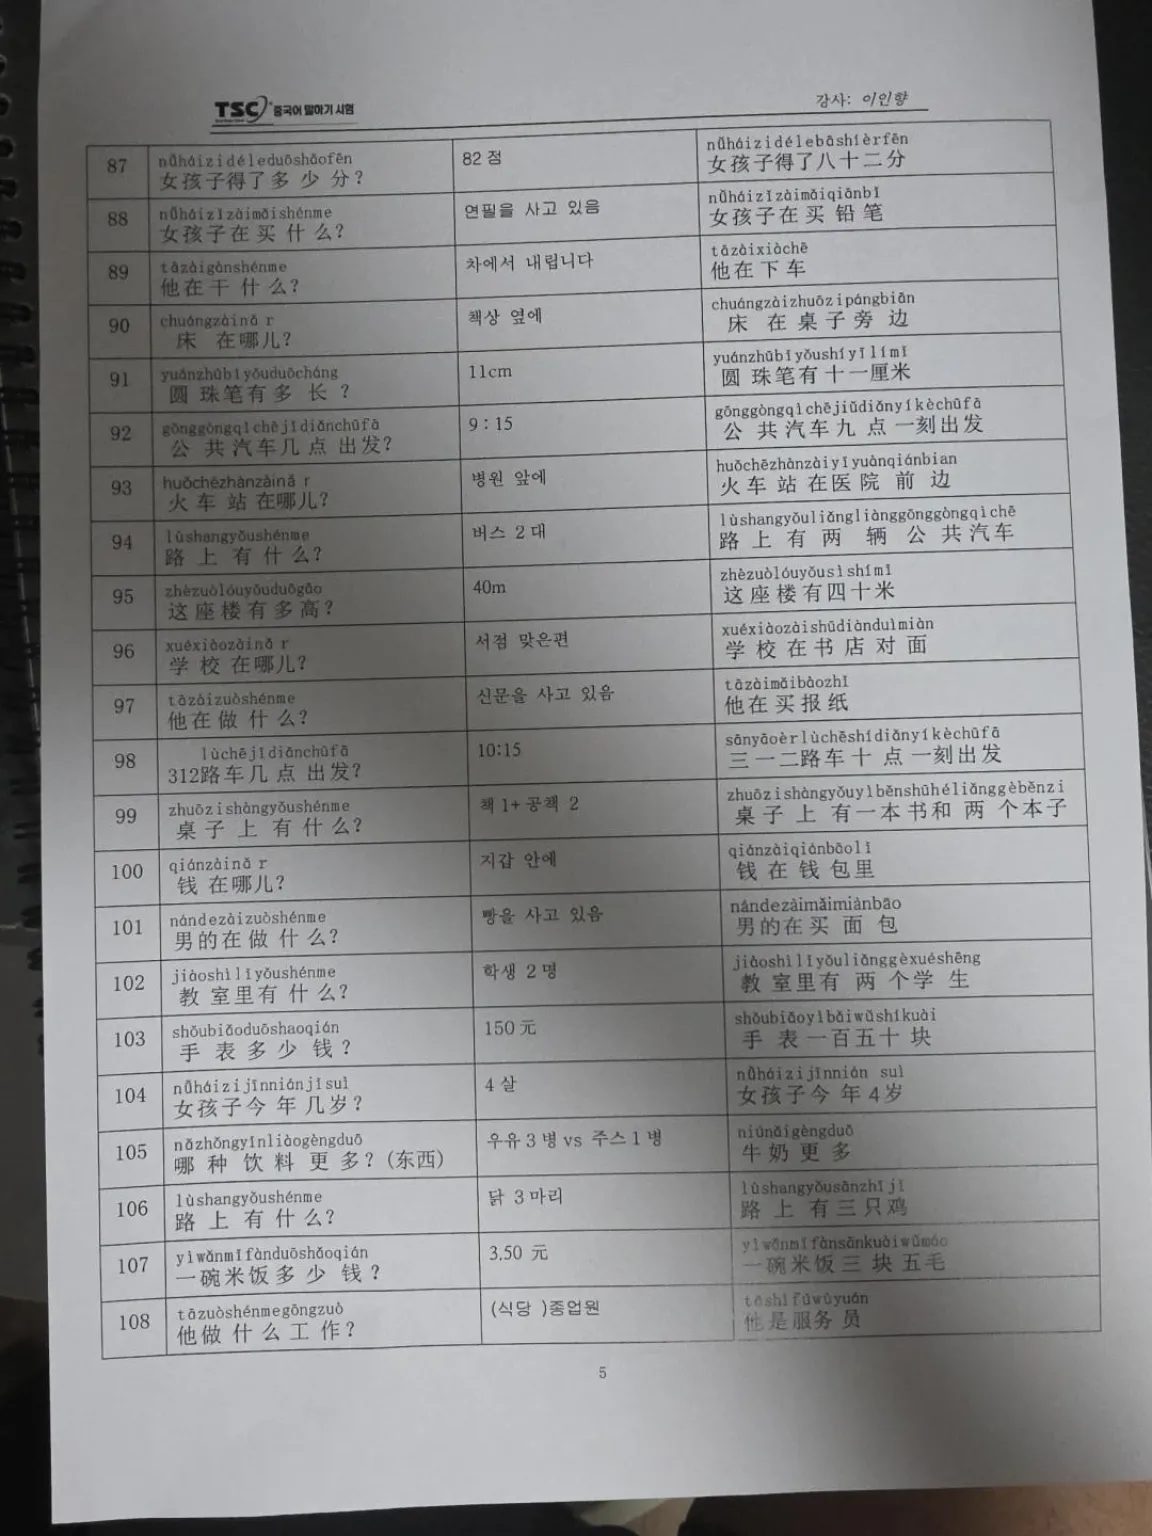 TSC 중국어 말하기 시험
강사: 이인향
87
nǚháizidéleduōshǎofēn
女孩子得了多少分？
82점
nǚháizidélebāshíèrfēn
女孩子得了八十二分
88
nǚháizǐzàimǎishénme
女孩子在买什么？
연필을 사고 있음
nǚháizǐzàimǎiqiānbǐ
女孩子在买铅笔
89
tāzàigànshénme
他在干什么？
차에서 내립니다
tāzàixiàchē
他在下车
90
chuángzàinǎ r
床 在哪儿？
책상 옆에
chuángzàizhuōzipángbiān
床 在桌子旁边
91
yuánzhūbǐyǒuduōcháng
圆珠笔有多长？
11cm
yuánzhūbǐyǒushíyīlímǐ
圆珠笔有十一厘米
92
gōnggòngqìchējǐdiǎnchūfā
公共汽车几点出发？
9：15
gōnggòngqìchējiǔdiǎnyíkèchūfā
公共汽车九点一刻出发
93
huǒchēzhànzàinǎ r
火车站在哪儿？
병원 앞에
huǒchēzhànzàiyīyuànqiánbian
火车站在医院前边
94
lùshangyǒushénme
路上有什么？
버스 2대
lùshangyǒuliǎngliànggōnggòngqìchē
路上有两辆公共汽车
95
zhèzuòlóuyǒuduōgāo
这座楼有多高？
40m
zhèzuòlóuyǒusìshímǐ
这座楼有四十米
96
xuéxiàozàinǎ r
学校在哪儿？
서점 맞은편
xuéxiàozàishūdiànduìmiàn
学校在书店对面
97
tāzàizuòshénme
他在做什么？
신문을 사고 있음
tāzàimǎibàozhǐ
他在买报纸
98
lùchējǐdiǎnchūfā
312路车几点出发？
10:15
sānyāoèrlùchēshídiǎnyíkèchūfā
三一二路车十点一刻出发
99
zhuōzishàngyǒushénme
桌子上有什么？
책1+공책 2
zhuōzishàngyǒuyìběnshūhéliǎnggèběnzi
桌子上有一本书和两个本子
100
qiánzàinǎ r
钱在哪儿？
지갑 안에
qiánzàiqiánbāolǐ
钱在钱包里
101
nándezàizuòshénme
男的在做什么？
빵을 사고 있음
nándezàimǎimiànbāo
男的在买面包
102
jiàoshìlǐyǒushénme
教室里有什么？
학생 2명
jiàoshìlǐyǒuliǎnggèxuéshēng
教室里有两个学生
103
shǒubiǎoduōshaoqián
手表多少钱？
150元
shǒubiǎoyìbǎiwǔshíkuài
手表一百五十块
104
nǚháizijīnniánjǐsuì
女孩子今年几岁？
4살
nǚháizijīnnián suì
女孩子今年4岁
105
nǎzhǒngyǐnliàogèngduō
哪种饮料更多？(东西)
우유3병 vs 주스1병
niúnǎigèngduō
牛奶更多
106
lùshangyǒushénme
路上有什么？
닭 3마리
lùshangyǒusānzhījī
路上有三只鸡
107
yìwǎnmǐfànduōshǎoqián
一碗米饭多少钱？
3.50 元
yìwǎnmǐfànsānkuàiwǔmáo
一碗米饭三块五毛
108
tāzuòshénmegōngzuò
他做什么工作？
(식당 )종업원
tāshìfúwùyuán
他是服务员
5